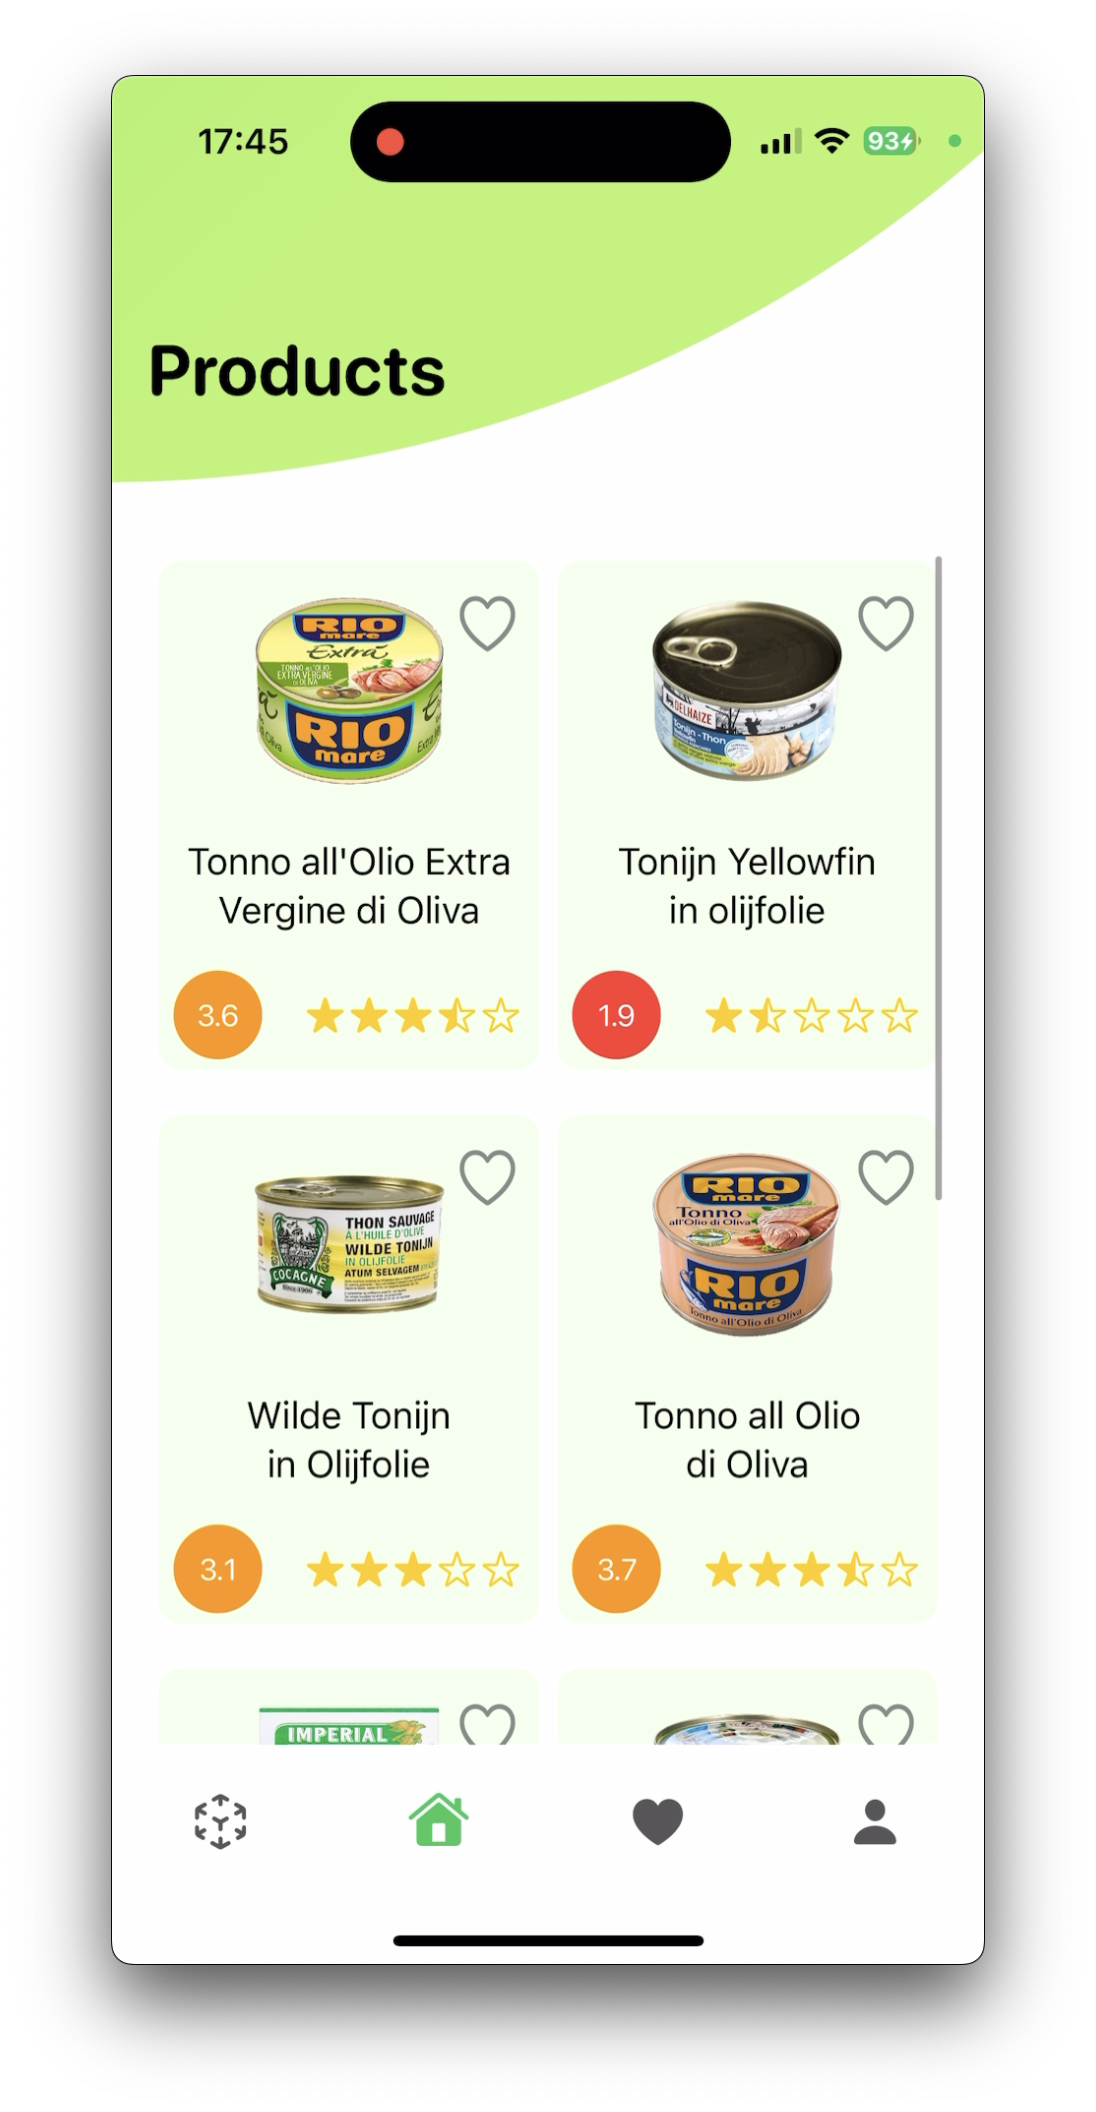 17:45
93
Products
RIO
mare
Extra
TONNO ALL'OLIO
EXTRA VERGINE
DI OLIVA
RIO
mare
DELHAIZE
Tonijn - Thon
Tonno all'Olio Extra
Vergine di Oliva
Tonijn Yellowfin
in olijfolie
3.6
1.9
THON SAUVAGE
À L'HUILE D'OLIVE
WILDE TONIJN
IN OLIJFOLIE
ATUM SELVAGEM
COCAGNE
Since 1906
RIO
mare
Tonno
all'Olio di Oliva
RIO
mare
Tonno all'Olio di Oliva
Wilde Tonijn
in Olijfolie
Tonno all Olio
di Oliva
3.1
3.7
IMPERIAL